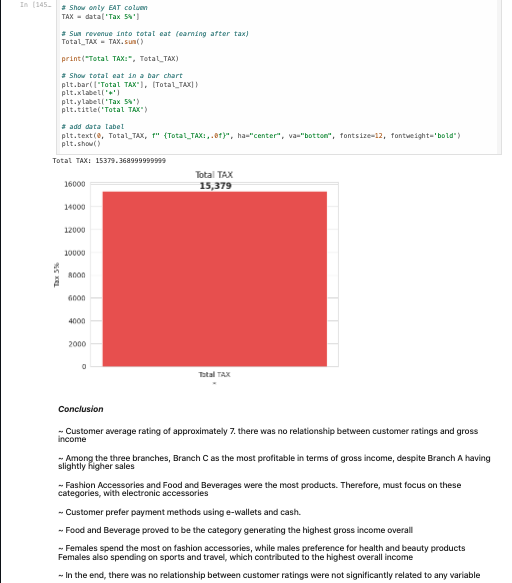 In [145…
# Show only EAT column
TAX = data['Tax 5%']
# Sum revenue into total eat (earning after tax)
Total_TAX = TAX.sum()
print("Total TAX:", Total_TAX)
# Show total eat in a bar chart
plt.bar(['Total TAX'], [Total_TAX])
plt.xlabel('*')
plt.ylabel('Tax 5%')
plt.title('Total TAX')
# add data label
plt.text(0, Total_TAX, f" {Total_TAX:,.0f}", ha="center", va="bottom", fontsize=12, fontweight='bold')
plt.show()
Total TAX: 15379.368999999999
Total TAX
15,379
16000
14000
12000
10000
8000
6000
4000
2000
0
Tax 5%
Total TAX
*
Conclusion
~ Customer average rating of approximately 7. there was no relationship between customer ratings and gross
income
~ Among the three branches, Branch C as the most profitable in terms of gross income, despite Branch A having
slightly higher sales
~ Fashion Accessories and Food and Beverages were the most products. Therefore, must focus on these
categories, with electronic accessories
~ Customer prefer payment methods using e-wallets and cash.
~ Food and Beverage proved to be the category generating the highest gross income overall
~ Females spend the most on fashion accessories, while males preference for health and beauty products
Females also spending on sports and travel, which contributed to the highest overall income
~ In the end, there was no relationship between customer ratings were not significantly related to any variable